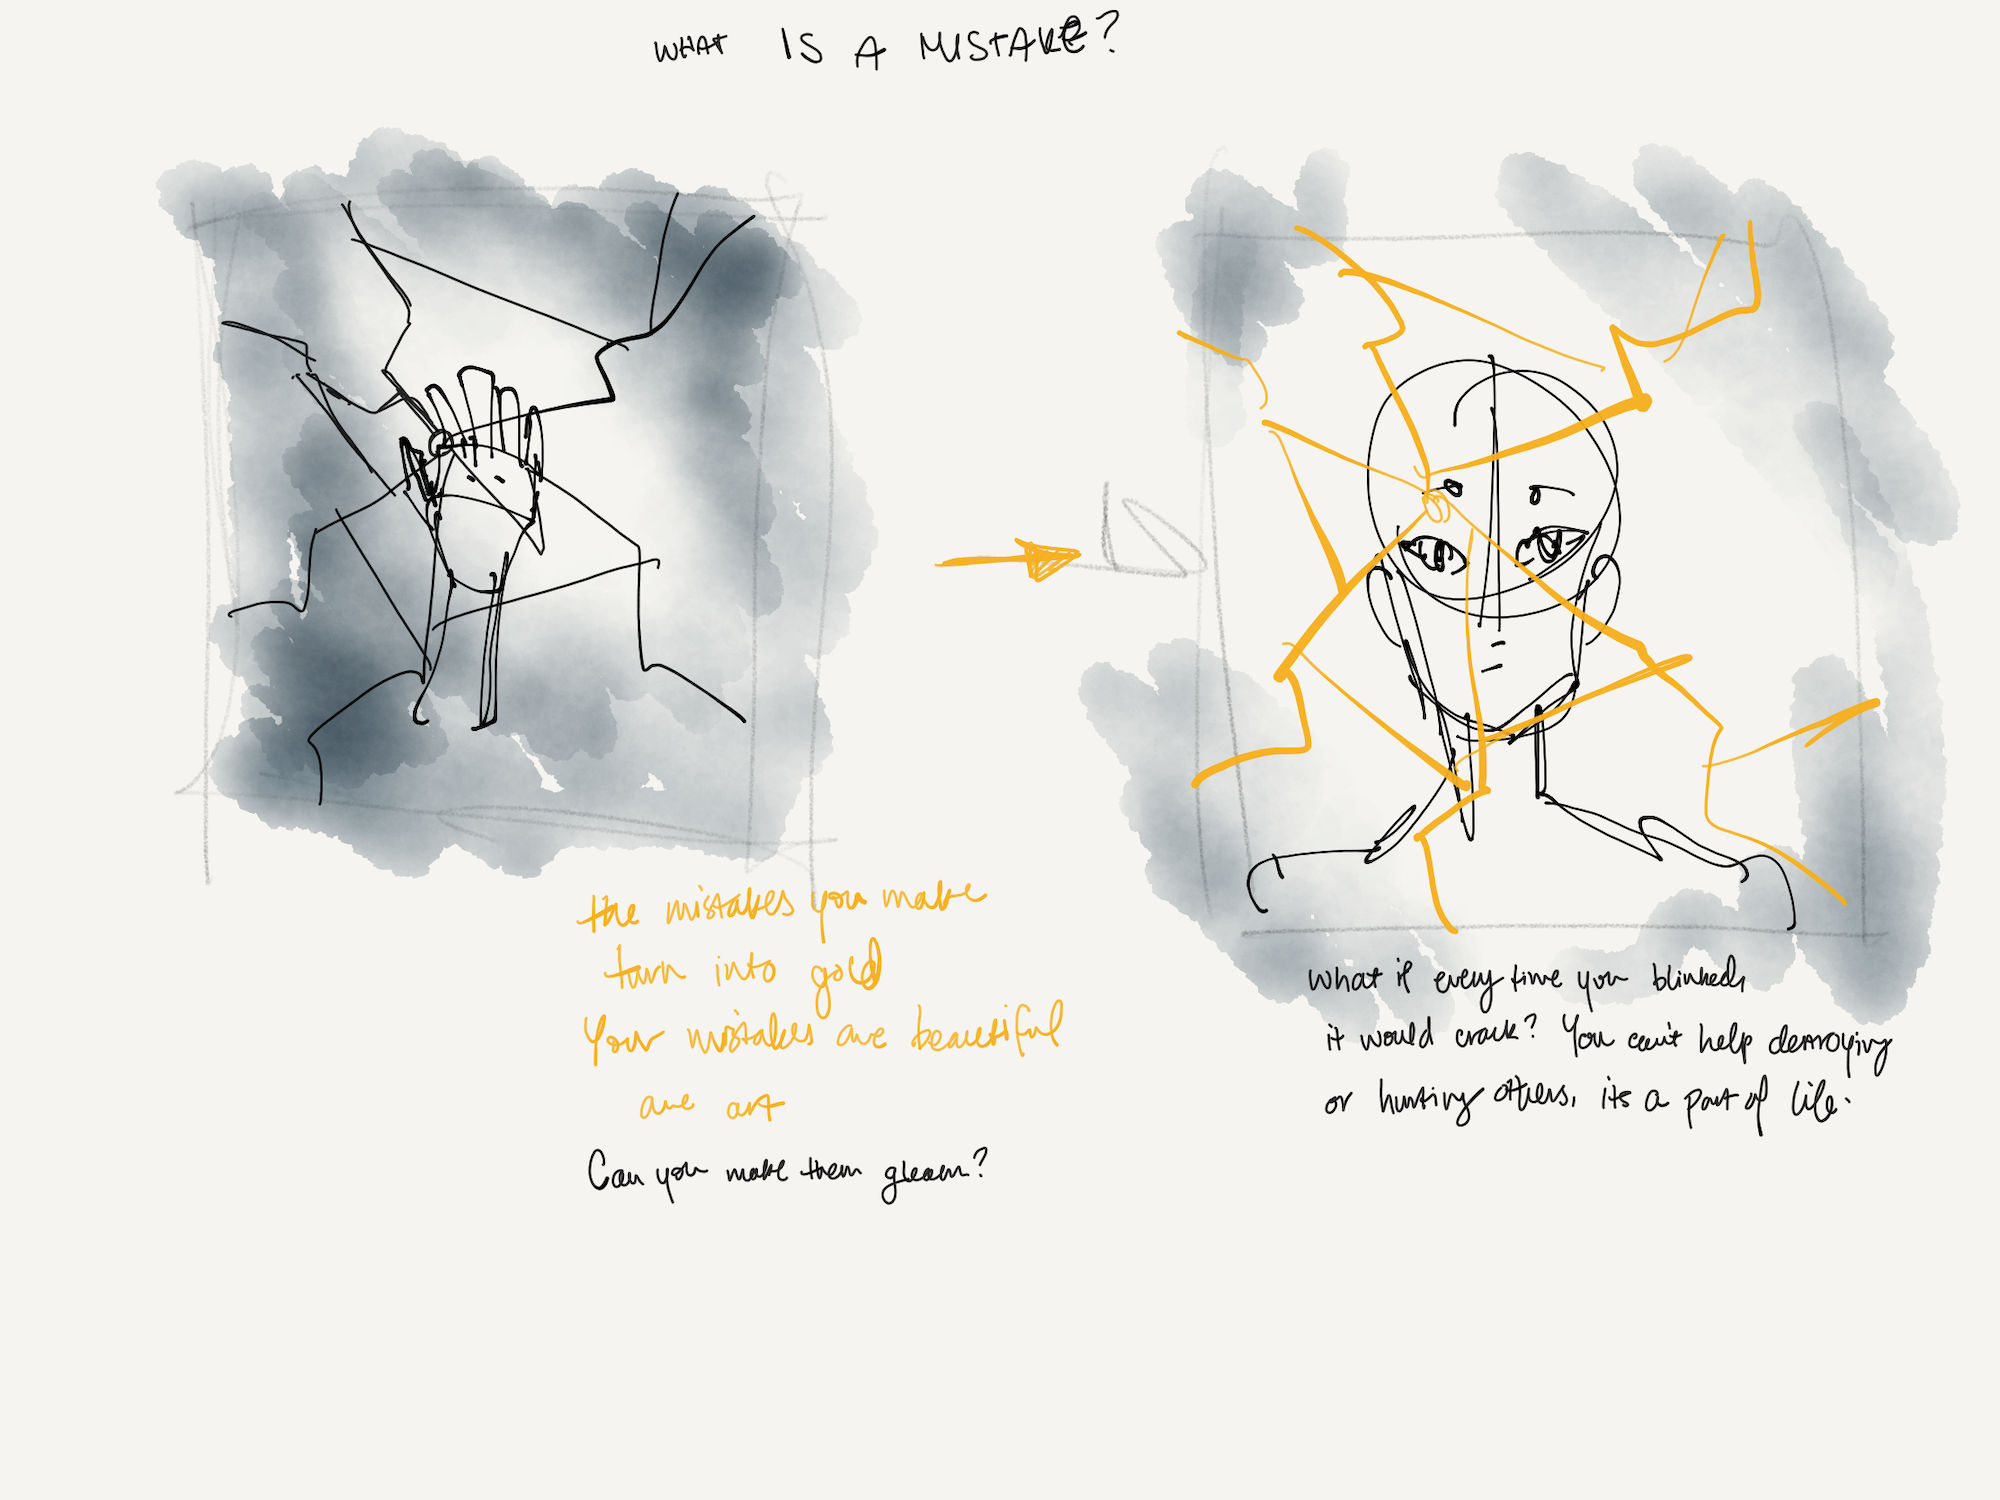 WHAT IS A MISTAKE?
the mistakes you make
turn into gold
Your mistakes are beautiful
are art
Can you make them gleam?
What if every time you blinked
it would crack? You can't help destroying
or hurting others, its a part of life.